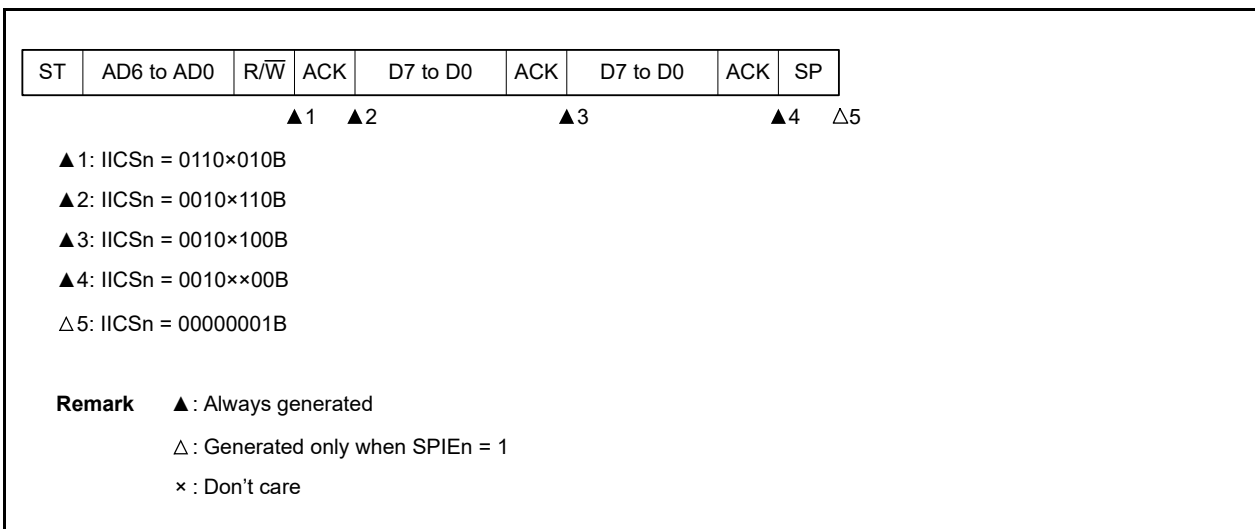 ST AD6 to AD0 R/W̅ ACK D7 to D0 ACK D7 to D0 ACK SP
▲1 ▲2 ▲3 ▲4 △5
▲1: IICSn = 0110×010B
▲2: IICSn = 0010×110B
▲3: IICSn = 0010×100B
▲4: IICSn = 0010××00B
△5: IICSn = 00000001B
Remark ▲: Always generated
△: Generated only when SPIEn = 1
×: Don't care